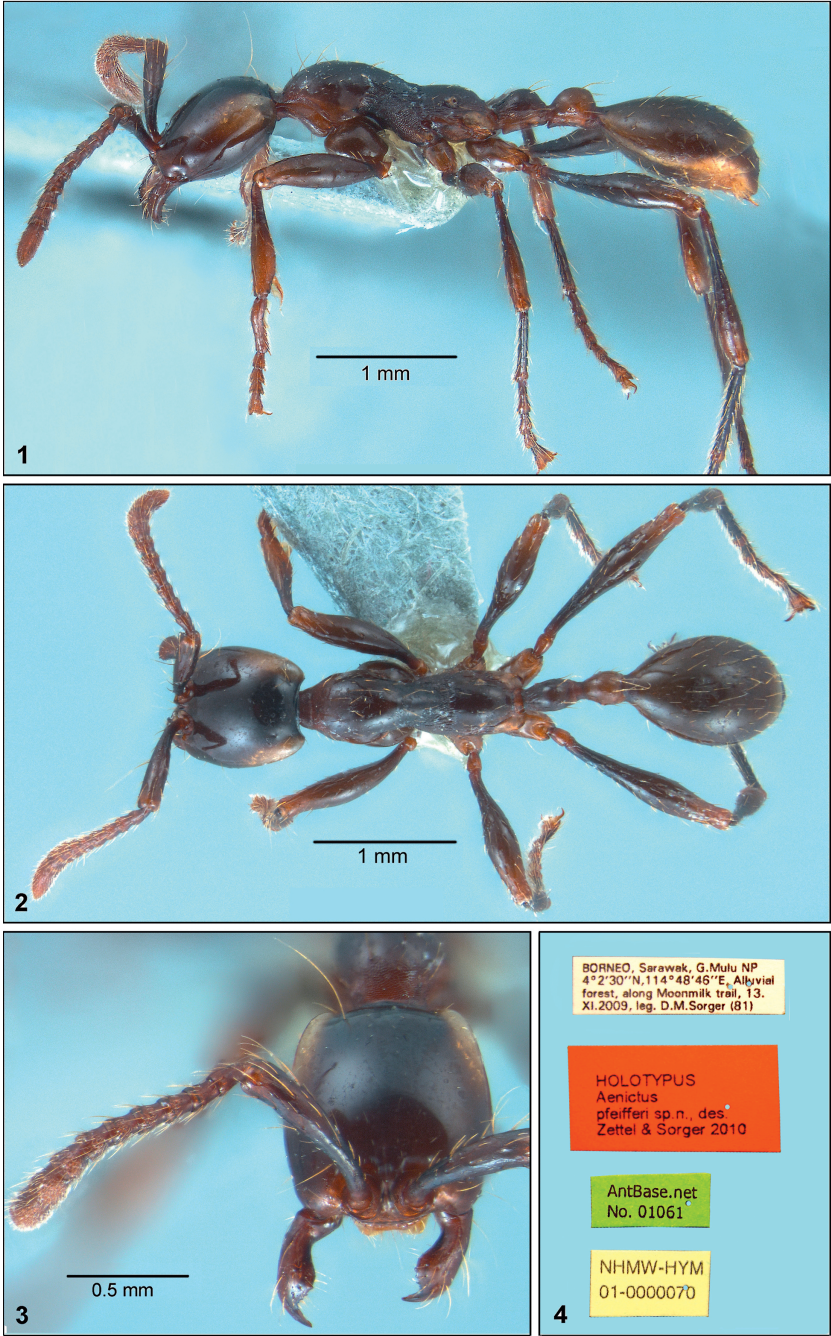 1 mm
1
1 mm
2
0.5 mm
3
BORNEO, Sarawak, G.Mulu NP
4°2'30''N,114°48'46''E, Alluvial
forest, along Moonmilk trail, 13.
XI.2009, leg. D.M.Sorger (81)
HOLOTYPUS
Aenictus
pfeifferi sp.n., des.
Zettel & Sorger 2010
AntBase.net
No. 01061
NHMW-HYM
01-0000070
4